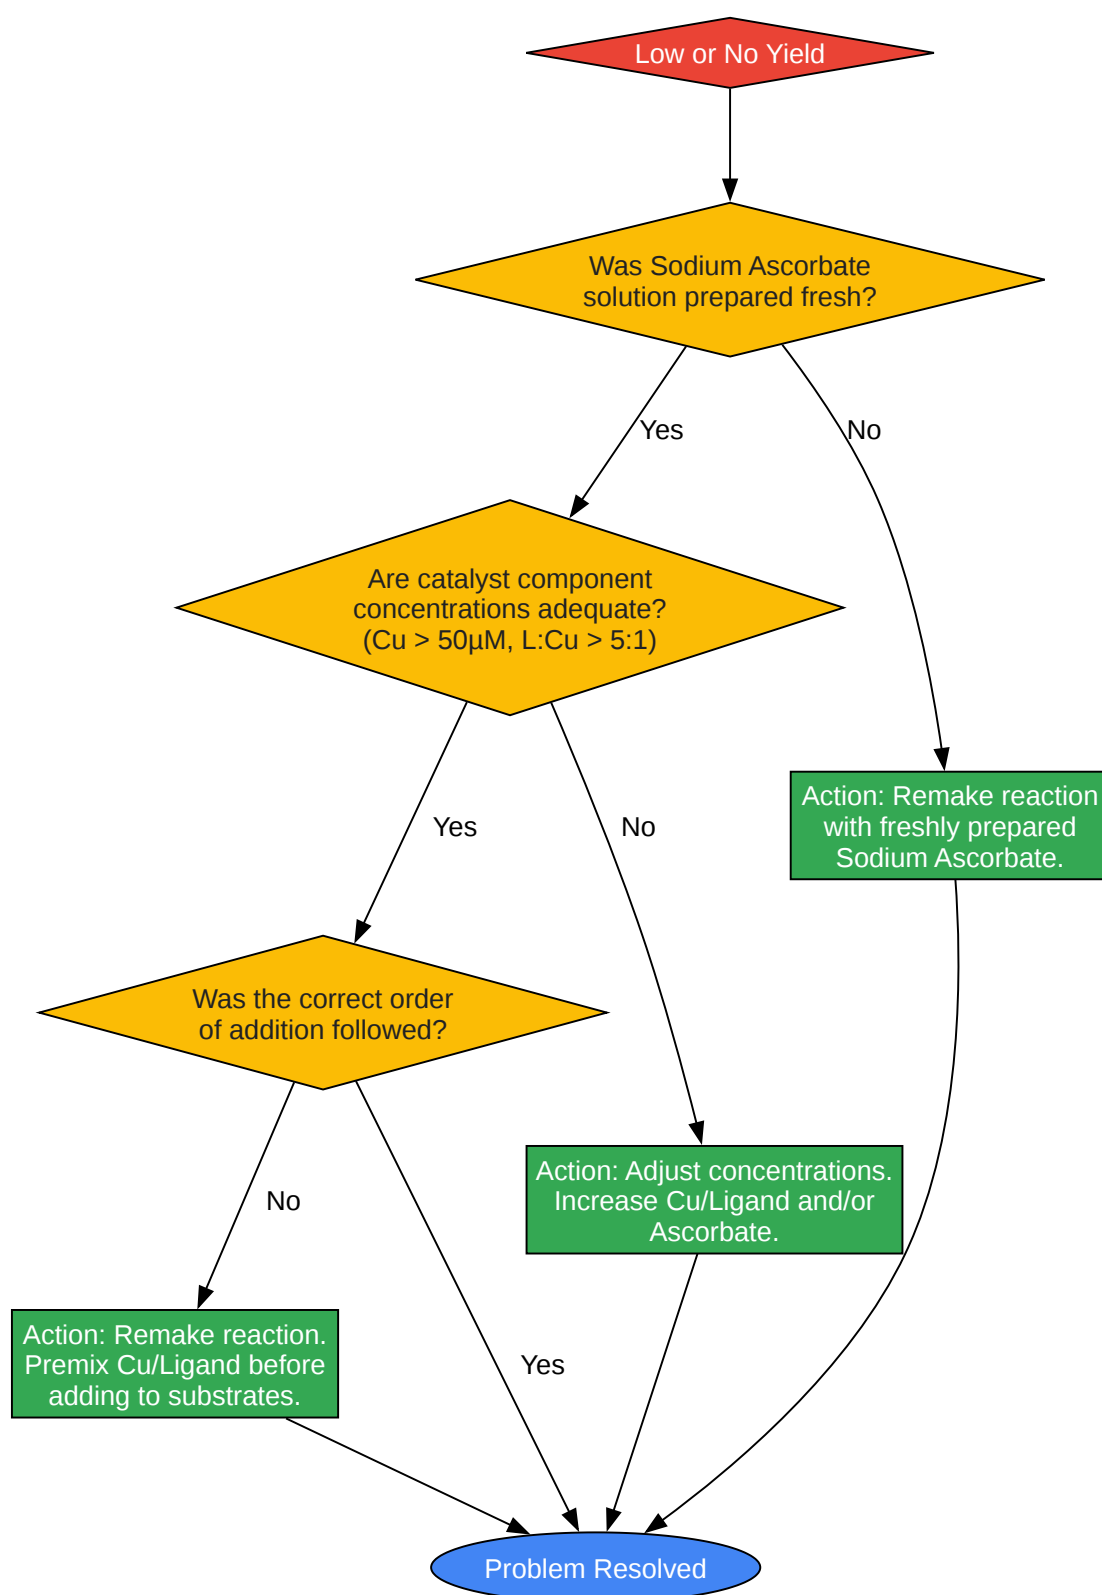 Low or No Yield
Was Sodium Ascorbate
solution prepared fresh?
Yes
No
Are catalyst component
concentrations adequate?
(Cu > 50µM, L:Cu > 5:1)
Action: Remake reaction
with freshly prepared
Sodium Ascorbate.
Yes
No
Was the correct order
of addition followed?
Action: Adjust concentrations.
Increase Cu/Ligand and/or
Ascorbate.
No
Yes
Action: Remake reaction.
Premix Cu/Ligand before
adding to substrates.
Problem Resolved